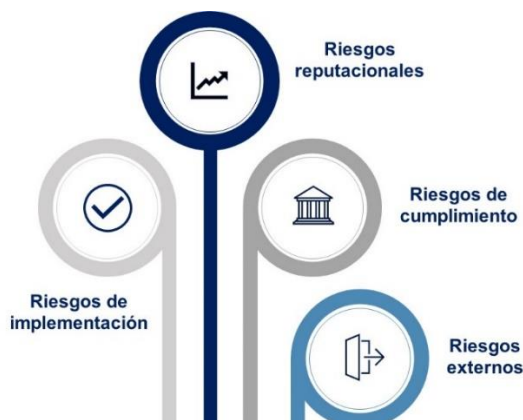 Riesgos
reputacionales
Riesgos de
cumplimiento
Riesgos de
implementación
Riesgos
externos